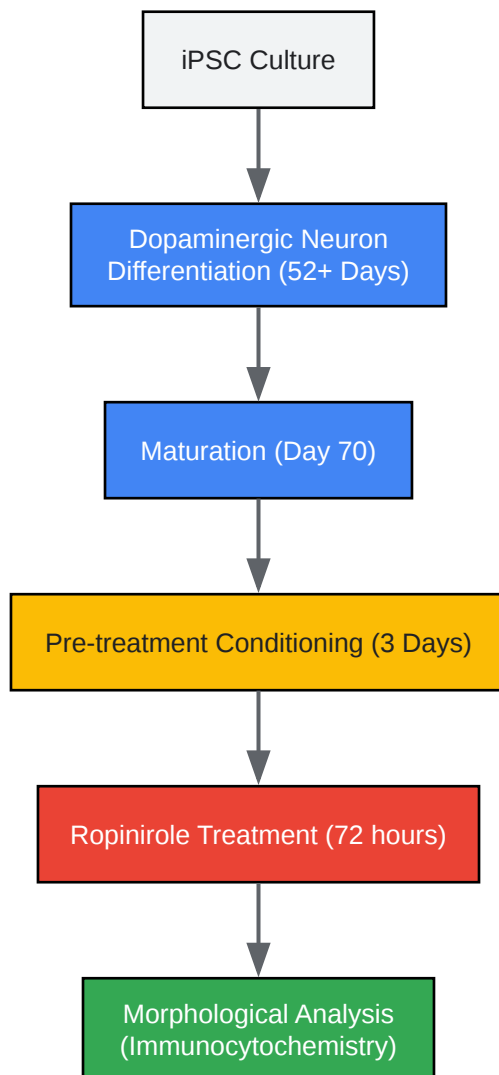 iPSC Culture
Dopaminergic Neuron
Differentiation (52+ Days)
Maturation (Day 70)
Pre-treatment Conditioning (3 Days)
Ropinirole Treatment (72 hours)
Morphological Analysis
(Immunocytochemistry)